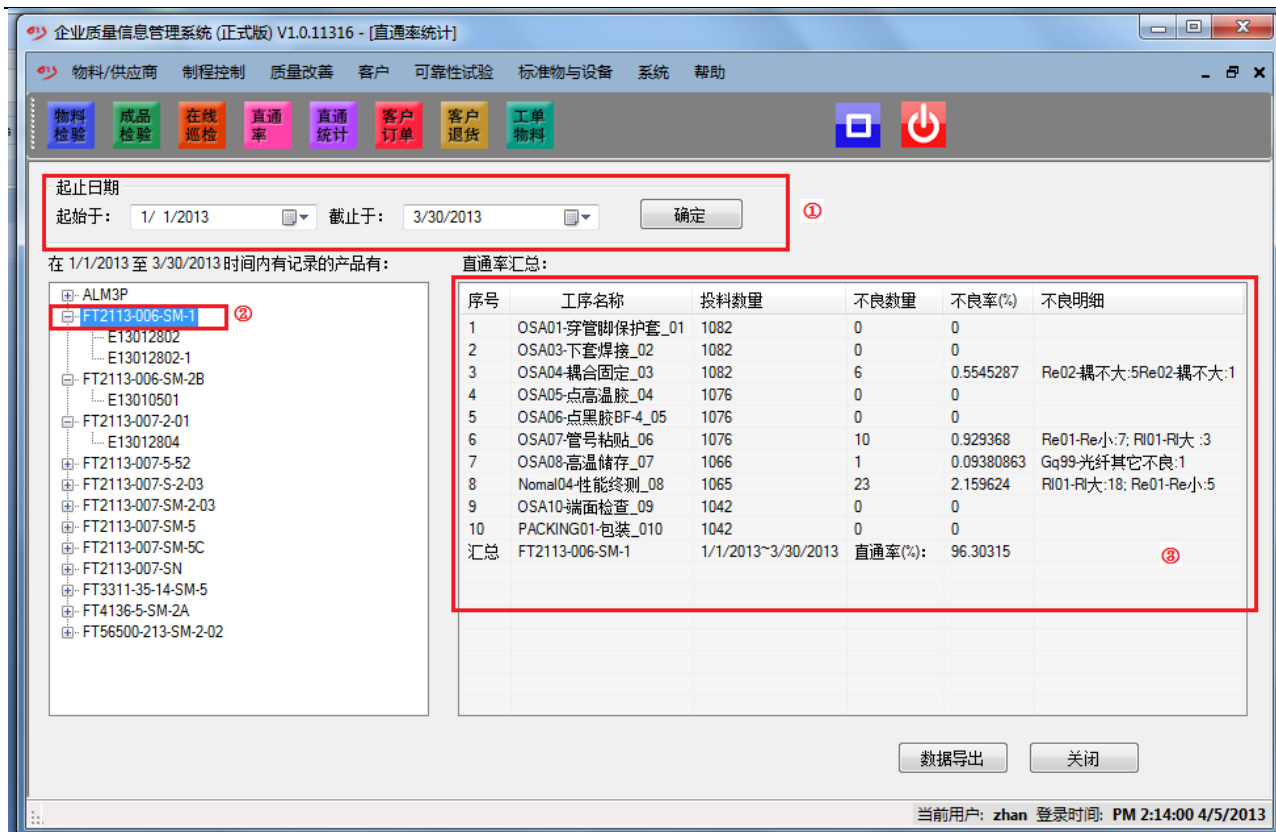 企业质量信息管理系统 (正式版) V1.0.11316 - [直通率统计]
物料/供应商 制程控制 质量改善 客户 可靠性试验 标准物与设备 系统 帮助
物料检验 成品检验 在线巡检 直通率 直通统计 客户订单 客户退货 工单物料
起止日期
起始于: 1/ 1/2013 截止于: 3/30/2013 确定 ①
在 1/1/2013 至 3/30/2013 时间内有记录的产品有:
ALM3P
FT2113-006-SM-1 ②
E13012802
E13012802-1
FT2113-006-SM-2B
E13010501
FT2113-007-2-01
E13012804
FT2113-007-5-52
FT2113-007-S-2-03
FT2113-007-SM-2-03
FT2113-007-SM-5
FT2113-007-SM-5C
FT2113-007-SN
FT3311-35-14-SM-5
FT4136-5-SM-2A
FT56500-213-SM-2-02
直通率汇总:
序号 工序名称 投料数量 不良数量 不良率(%) 不良明细
1 OSA01-穿管脚保护套_01 1082 0 0
2 OSA03-下套焊接_02 1082 0 0
3 OSA04-耦合固定_03 1082 6 0.5545287 Re02-耦不大:5Re02-耦不大:1
4 OSA05-点高温胶_04 1076 0 0
5 OSA06-点黑胶BF-4_05 1076 0 0
6 OSA07-管号粘贴_06 1076 10 0.929368 Re01-Re小:7; RI01-RI大 :3
7 OSA08-高温储存_07 1066 1 0.09380863 Gq99-光纤其它不良:1
8 Nomal04-性能终测_08 1065 23 2.159624 RI01-RI大:18; Re01-Re小:5
9 OSA10-端面检查_09 1042 0 0
10 PACKING01-包装_010 1042 0 0
汇总 FT2113-006-SM-1 1/1/2013~3/30/2013 直通率(%): 96.30315 ③
数据导出 关闭
当前用户: zhan 登录时间: PM 2:14:00 4/5/2013